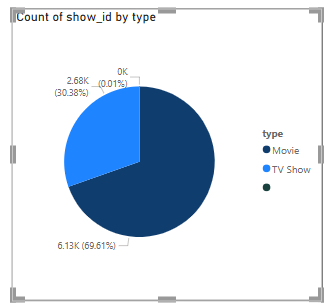 Count of show_id by type
0K
(0.01%)
2.68K
(30.38%)
6.13K (69.61%)
type
Movie
TV Show